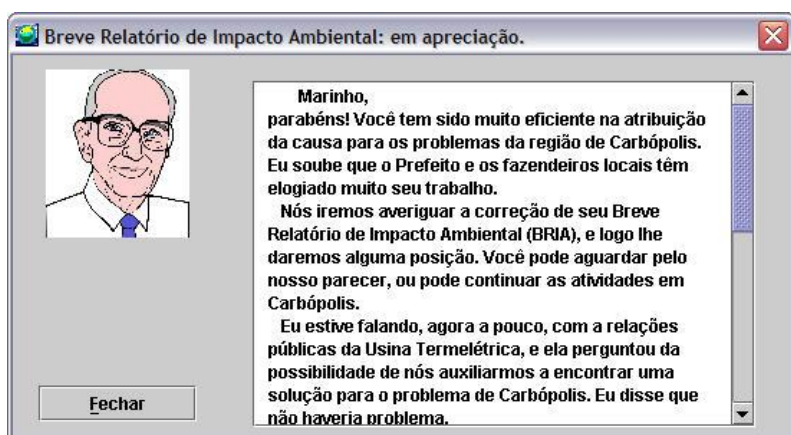 Breve Relatório de Impacto Ambiental: em apreciação.
Marinho,
parabéns! Você tem sido muito eficiente na atribuição
da causa para os problemas da região de Carbópolis.
Eu soube que o Prefeito e os fazendeiros locais têm
elogiado muito seu trabalho.
Nós iremos averiguar a correção de seu Breve
Relatório de Impacto Ambiental (BRIA), e logo lhe
daremos alguma posição. Você pode aguardar pelo
nosso parecer, ou pode continuar as atividades em
Carbópolis.
Eu estive falando, agora a pouco, com a relações
públicas da Usina Termelétrica, e ela perguntou da
possibilidade de nós auxiliarmos a encontrar uma
solução para o problema de Carbópolis. Eu disse que
não haveria problema.
Fechar